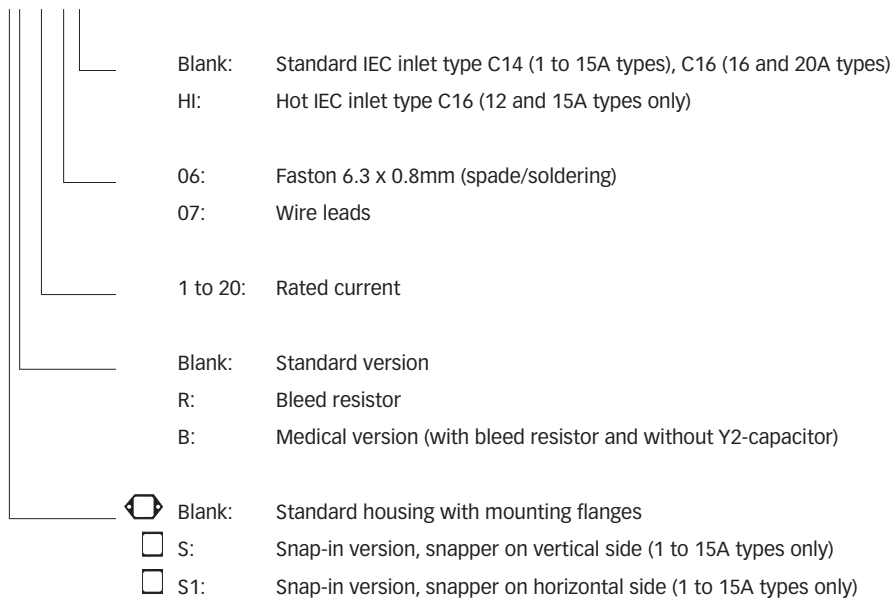 Blank: Standard IEC inlet type C14 (1 to 15A types), C16 (16 and 20A types)
HI: Hot IEC inlet type C16 (12 and 15A types only)
06: Faston 6.3 x 0.8mm (spade/soldering)
07: Wire leads
1 to 20: Rated current
Blank: Standard version
R: Bleed resistor
B: Medical version (with bleed resistor and without Y2-capacitor)
Blank: Standard housing with mounting flanges
S: Snap-in version, snapper on vertical side (1 to 15A types only)
S1: Snap-in version, snapper on horizontal side (1 to 15A types only)